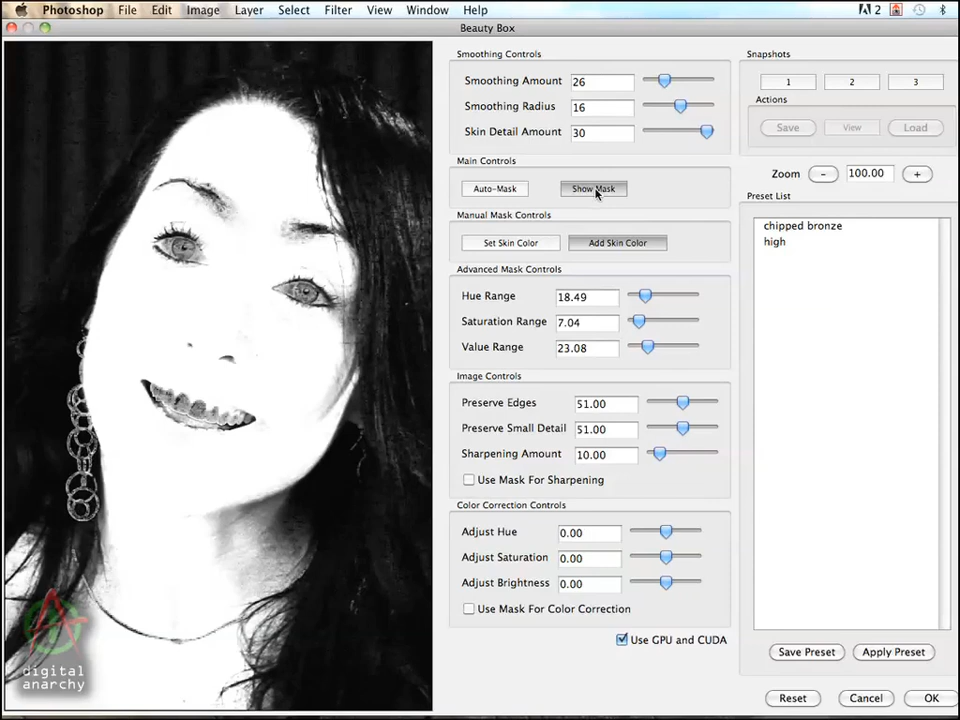 Photoshop File Edit Image Layer Select Filter View Window Help 2
Beauty Box
Smoothing Controls
Smoothing Amount 26
Smoothing Radius 16
Skin Detail Amount 30
Main Controls
Auto-Mask Show Mask
Manual Mask Controls
Set Skin Color Add Skin Color
Advanced Mask Controls
Hue Range 18.49
Saturation Range 7.04
Value Range 23.08
Image Controls
Preserve Edges 51.00
Preserve Small Detail 51.00
Sharpening Amount 10.00
Use Mask For Sharpening
Color Correction Controls
Adjust Hue 0.00
Adjust Saturation 0.00
Adjust Brightness 0.00
Use Mask For Color Correction
Use GPU and CUDA
Snapshots
1 2 3
Actions
Save View Load
Zoom - 100.00 +
Preset List
chipped bronze
high
Save Preset Apply Preset
Reset Cancel OK
digital
anarchy